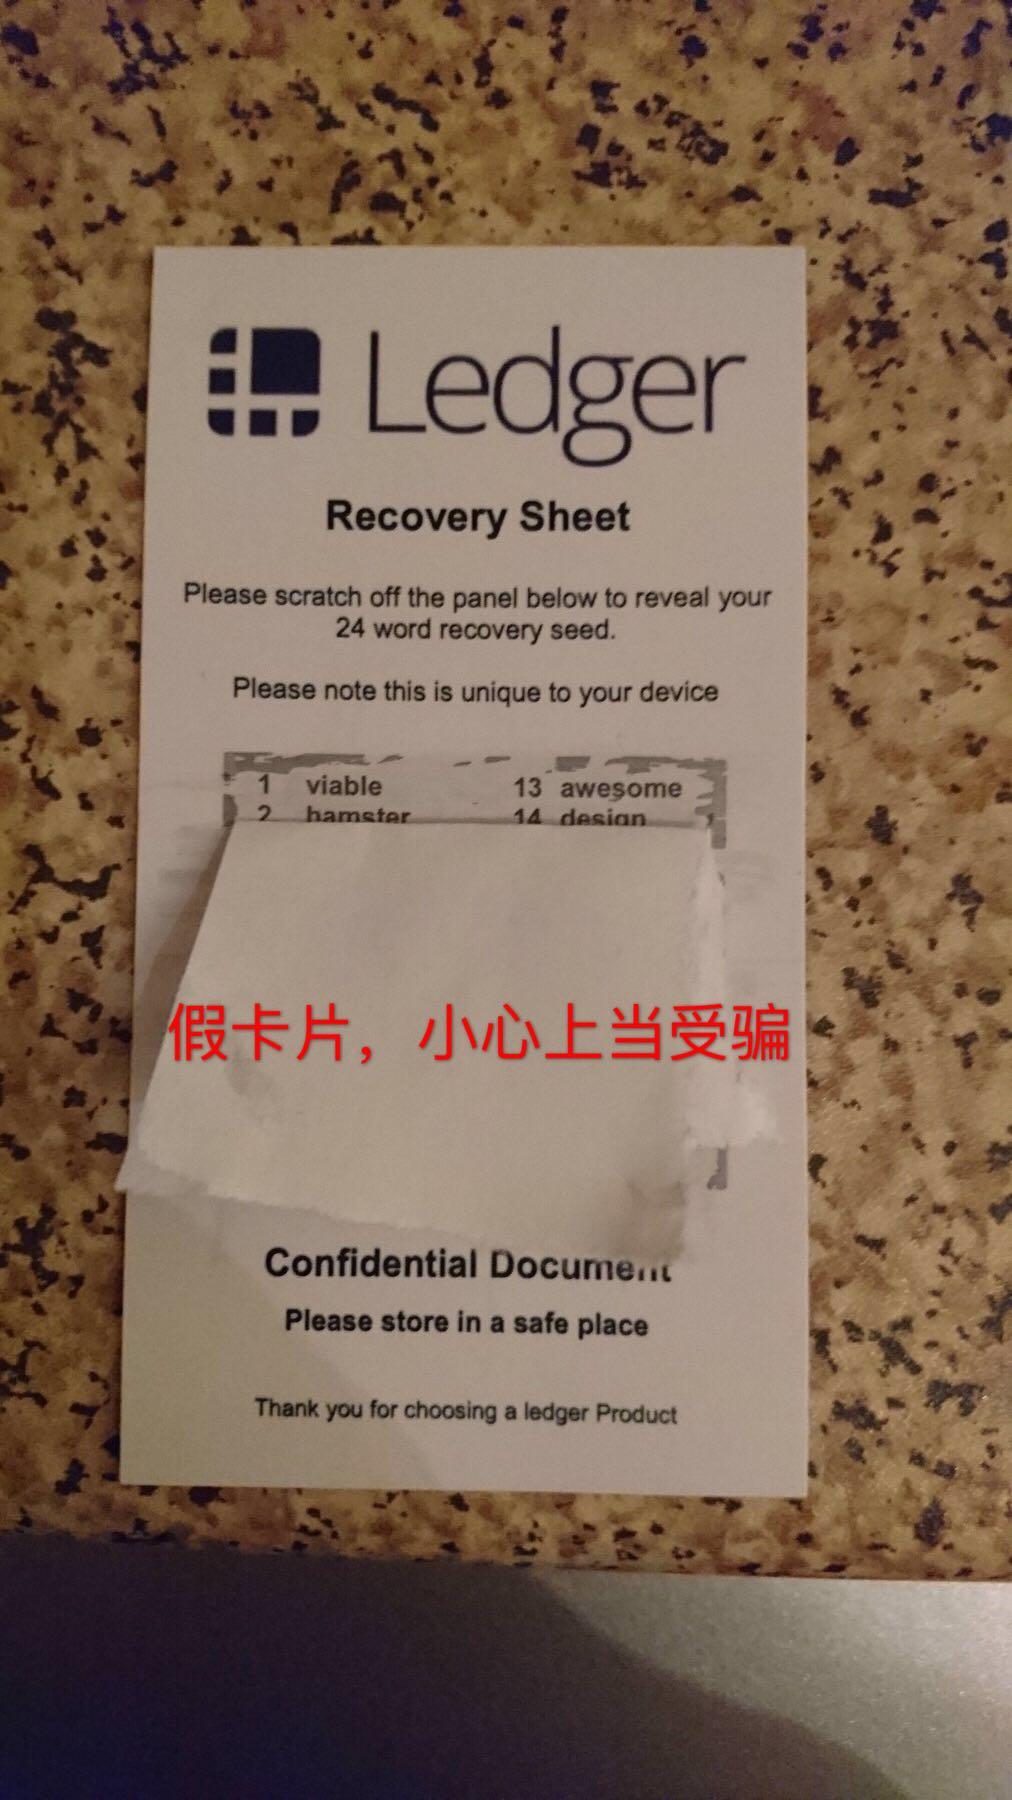 Ledger
Recovery Sheet
Please scratch off the panel below to reveal your
24 word recovery seed.
Please note this is unique to your device
1 viable 13 awesome
2 hamster 14 design
假卡片，小心上当受骗
Confidential Document
Please store in a safe place
Thank you for choosing a ledger Product